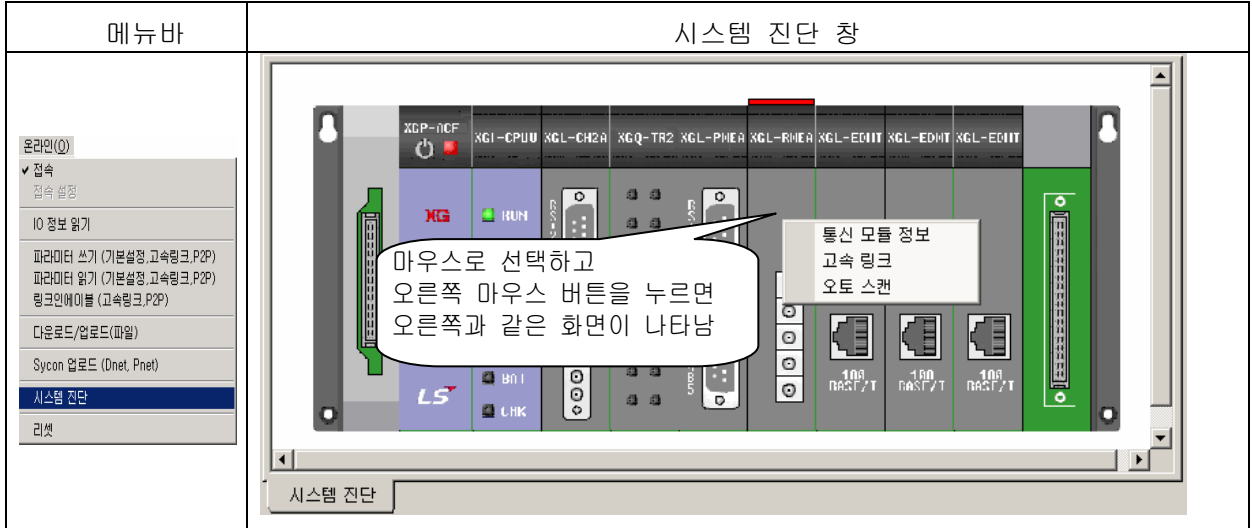 메뉴바
시스템 진단 창
온라인(O)
접속
접속 설정
IO 정보 읽기
파라미터 쓰기 (기본설정,고속링크,P2P)
파라미터 읽기 (기본설정,고속링크,P2P)
링크인에이블 (고속링크,P2P)
다운로드/업로드(파일)
Sycon 업로드 (Dnet, Pnet)
시스템 진단
리셋
XGP-ACF
XGI-CPUU
XGL-CH2A
XGQ-TR2
XGL-PMEA
XGL-RMEA
XGL-EDMT
XGL-EDMT
XGL-EDMT
XG
RUN
마우스로 선택하고
오른쪽 마우스 버튼을 누르면
오른쪽과 같은 화면이 나타남
통신 모듈 정보
고속 링크
오토 스캔
BAT
CHK
LS
시스템 진단